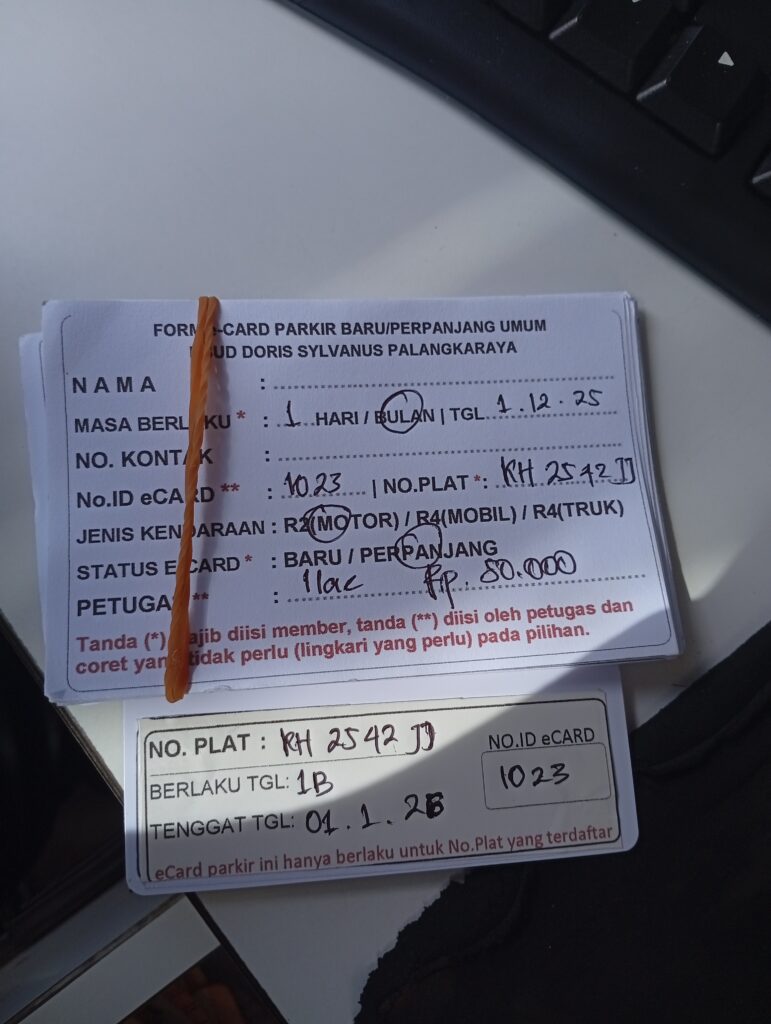 FORM e-CARD PARKIR BARU/PERPANJANG UMUM
RSUD DORIS SYLVANUS PALANGKARAYA
NAMA : ...............
MASA BERLAKU * : 1 HARI / BULAN | TGL 1.12.25
NO. KONTAK : ...............
No.ID eCARD ** : 1023 | NO.PLAT *: KH 2542 JJ
JENIS KENDARAAN : R2(MOTOR) / R4(MOBIL) / R4(TRUK)
STATUS E CARD * : BARU / PERPANJANG
PETUGAS ** : Rp. 80.000
Tanda (*) wajib diisi member, tanda (**) diisi oleh petugas dan
coret yang tidak perlu (lingkari yang perlu) pada pilihan.
NO. PLAT : KH 2542 JJ
NO.ID eCARD
BERLAKU TGL: 1B
1023
TENGGAT TGL: 01.1.26
eCard parkir ini hanya berlaku untuk No.Plat yang terdaftar